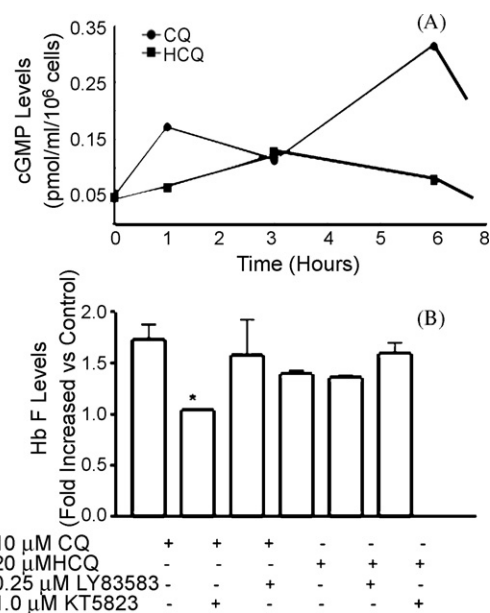 (A)
0.35
CQ
HCQ
0.25
0.15
0.05
cGMP Levels
(pmol/ml/10⁶ cells)
0 1 2 3 4 5 6 7 8
Time (Hours)
(B)
2.0
1.5
1.0
0.5
0.0
*
Hb F Levels
(Fold Increased vs Control)
10 μM CQ + + + - - -
20 μMHCQ - - - + + +
0.25 μM LY83583 - - + - + -
1.0 μM KT5823 - + - - - +